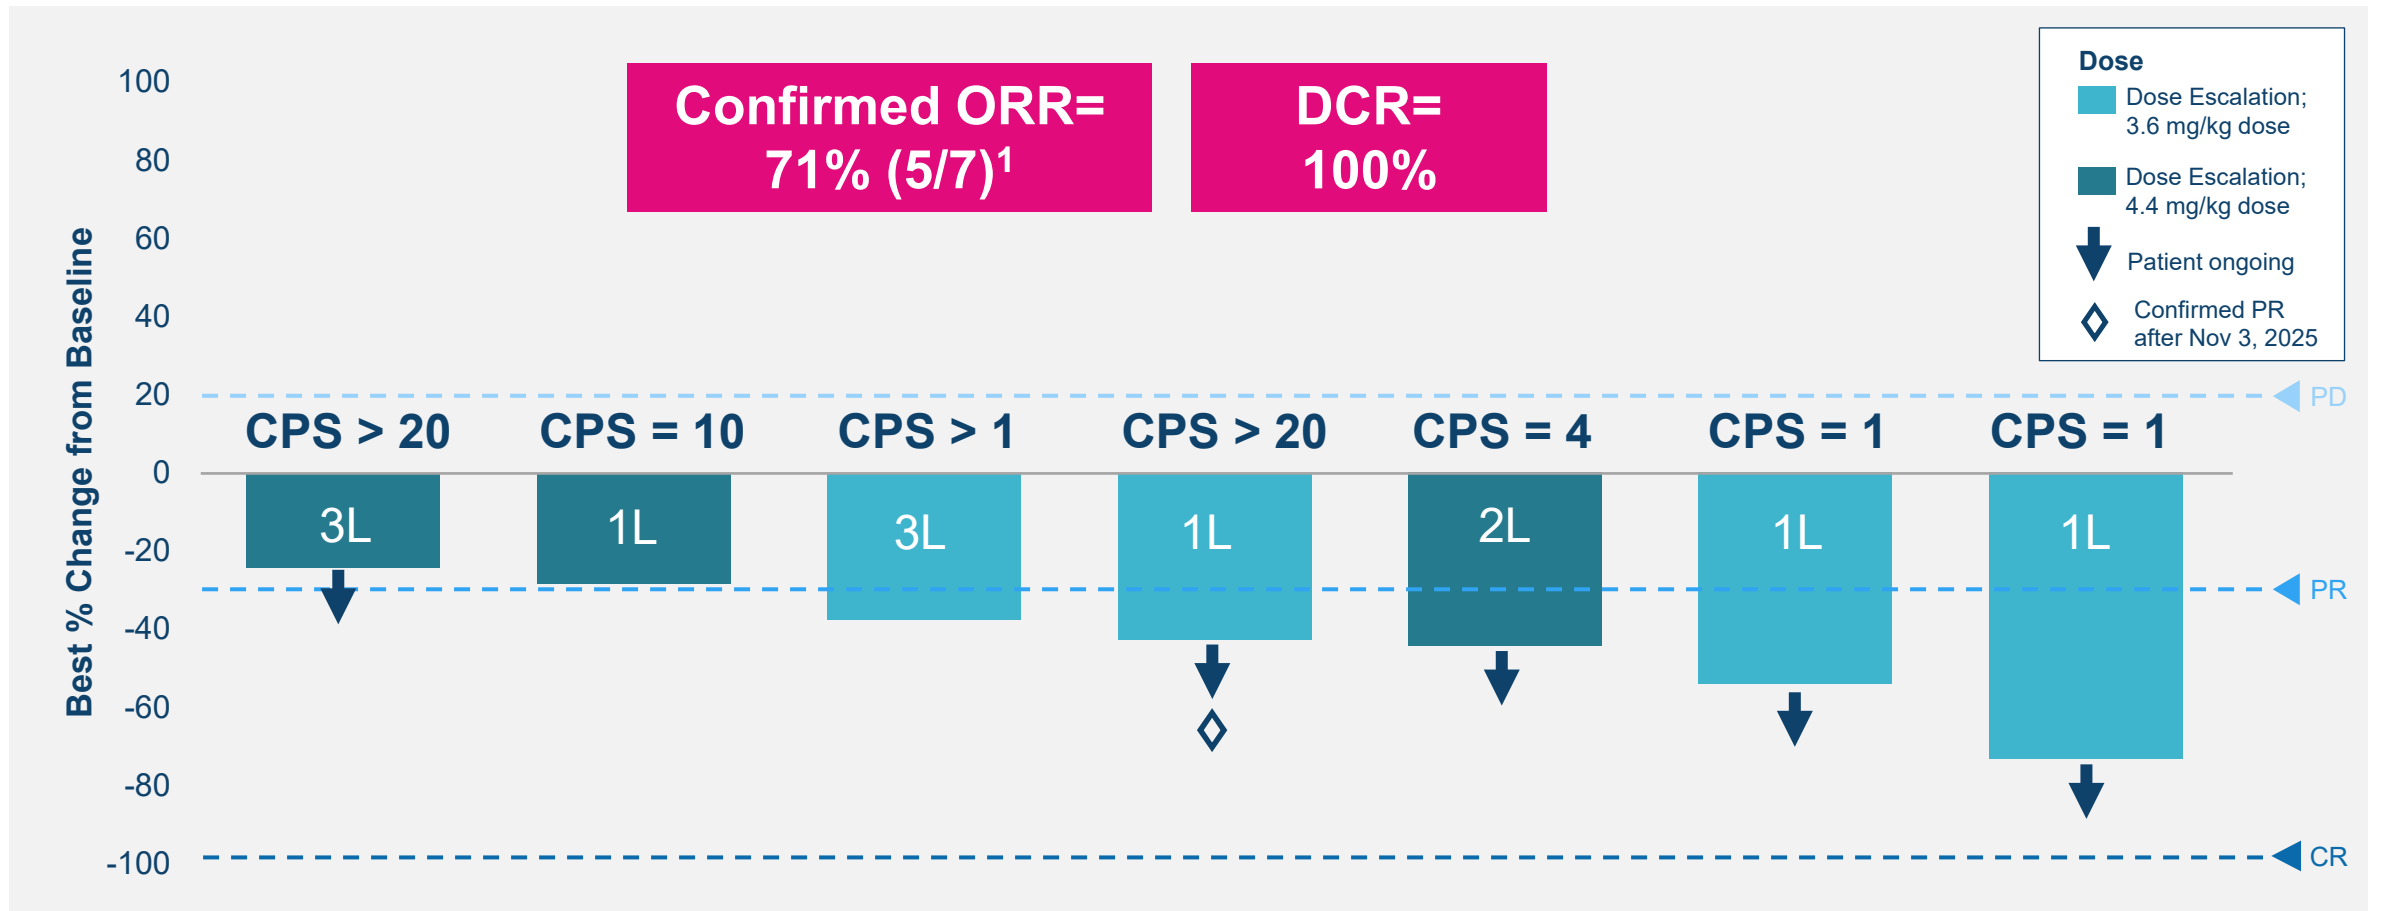 Confirmed ORR=
71% (5/7)¹
DCR=
100%
Dose
Dose Escalation;
3.6 mg/kg dose
Dose Escalation;
4.4 mg/kg dose
Patient ongoing
Confirmed PR
after Nov 3, 2025
Best % Change from Baseline
100
80
60
40
20
0
-20
-40
-60
-80
-100
PD
CPS > 20
CPS = 10
CPS > 1
CPS > 20
CPS = 4
CPS = 1
CPS = 1
3L
1L
3L
1L
2L
1L
1L
PR
CR